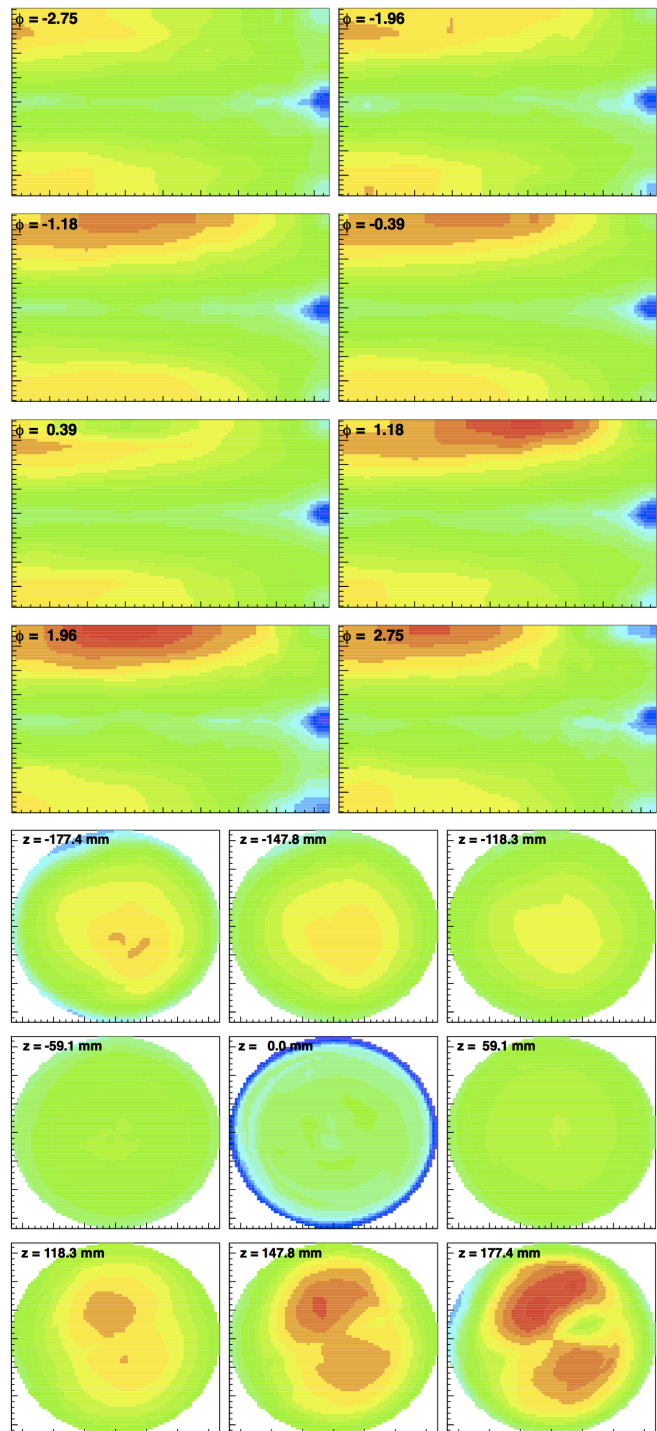 ϕ = -2.75
ϕ = -1.96
ϕ = -1.18
ϕ = -0.39
ϕ = 0.39
ϕ = 1.18
ϕ = 1.96
ϕ = 2.75
z = -177.4 mm
z = -147.8 mm
z = -118.3 mm
z = -59.1 mm
z = 0.0 mm
z = 59.1 mm
z = 118.3 mm
z = 147.8 mm
z = 177.4 mm